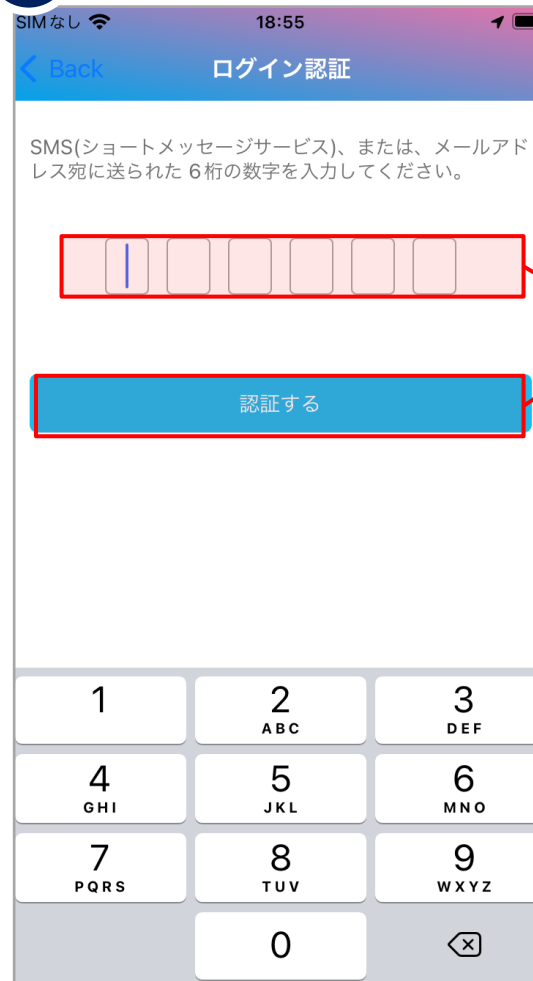 SIMなし 18:55
Back ログイン認証
SMS(ショートメッセージサービス)、または、メールアド
レス宛に送られた 6桁の数字を入力してください。
認証する
1 2 3
ABC DEF
4 5 6
GHI JKL MNO
7 8 9
PQRS TUV WXYZ
0